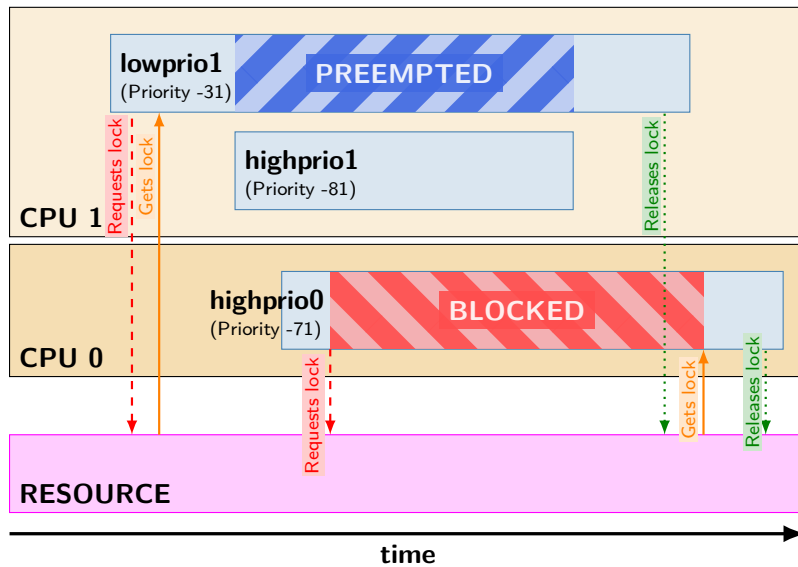 lowprio1
(Priority -31)
PREEMPTED
Requests lock
Gets lock
highprio1
(Priority -81)
Releases lock
CPU 1
highprio0
(Priority -71)
BLOCKED
CPU 0
Requests lock
Gets lock
Releases lock
RESOURCE
time